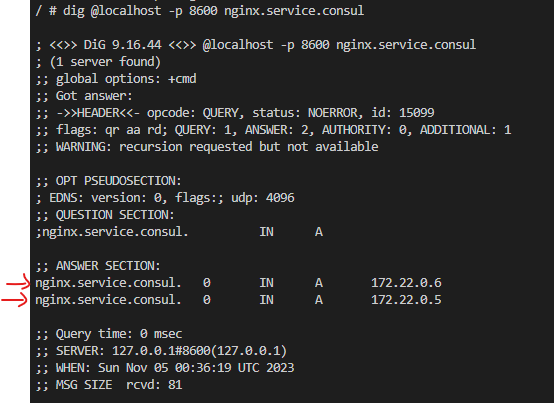 / # dig @localhost -p 8600 nginx.service.consul
; <<>> DiG 9.16.44 <<>> @localhost -p 8600 nginx.service.consul
; (1 server found)
;; global options: +cmd
;; Got answer:
;; ->>HEADER<<- opcode: QUERY, status: NOERROR, id: 15099
;; flags: qr aa rd; QUERY: 1, ANSWER: 2, AUTHORITY: 0, ADDITIONAL: 1
;; WARNING: recursion requested but not available
;; OPT PSEUDOSECTION:
; EDNS: version: 0, flags:; udp: 4096
;; QUESTION SECTION:
;nginx.service.consul. IN A
;; ANSWER SECTION:
nginx.service.consul. 0 IN A 172.22.0.6
nginx.service.consul. 0 IN A 172.22.0.5
;; Query time: 0 msec
;; SERVER: 127.0.0.1#8600(127.0.0.1)
;; WHEN: Sun Nov 05 00:36:19 UTC 2023
;; MSG SIZE rcvd: 81